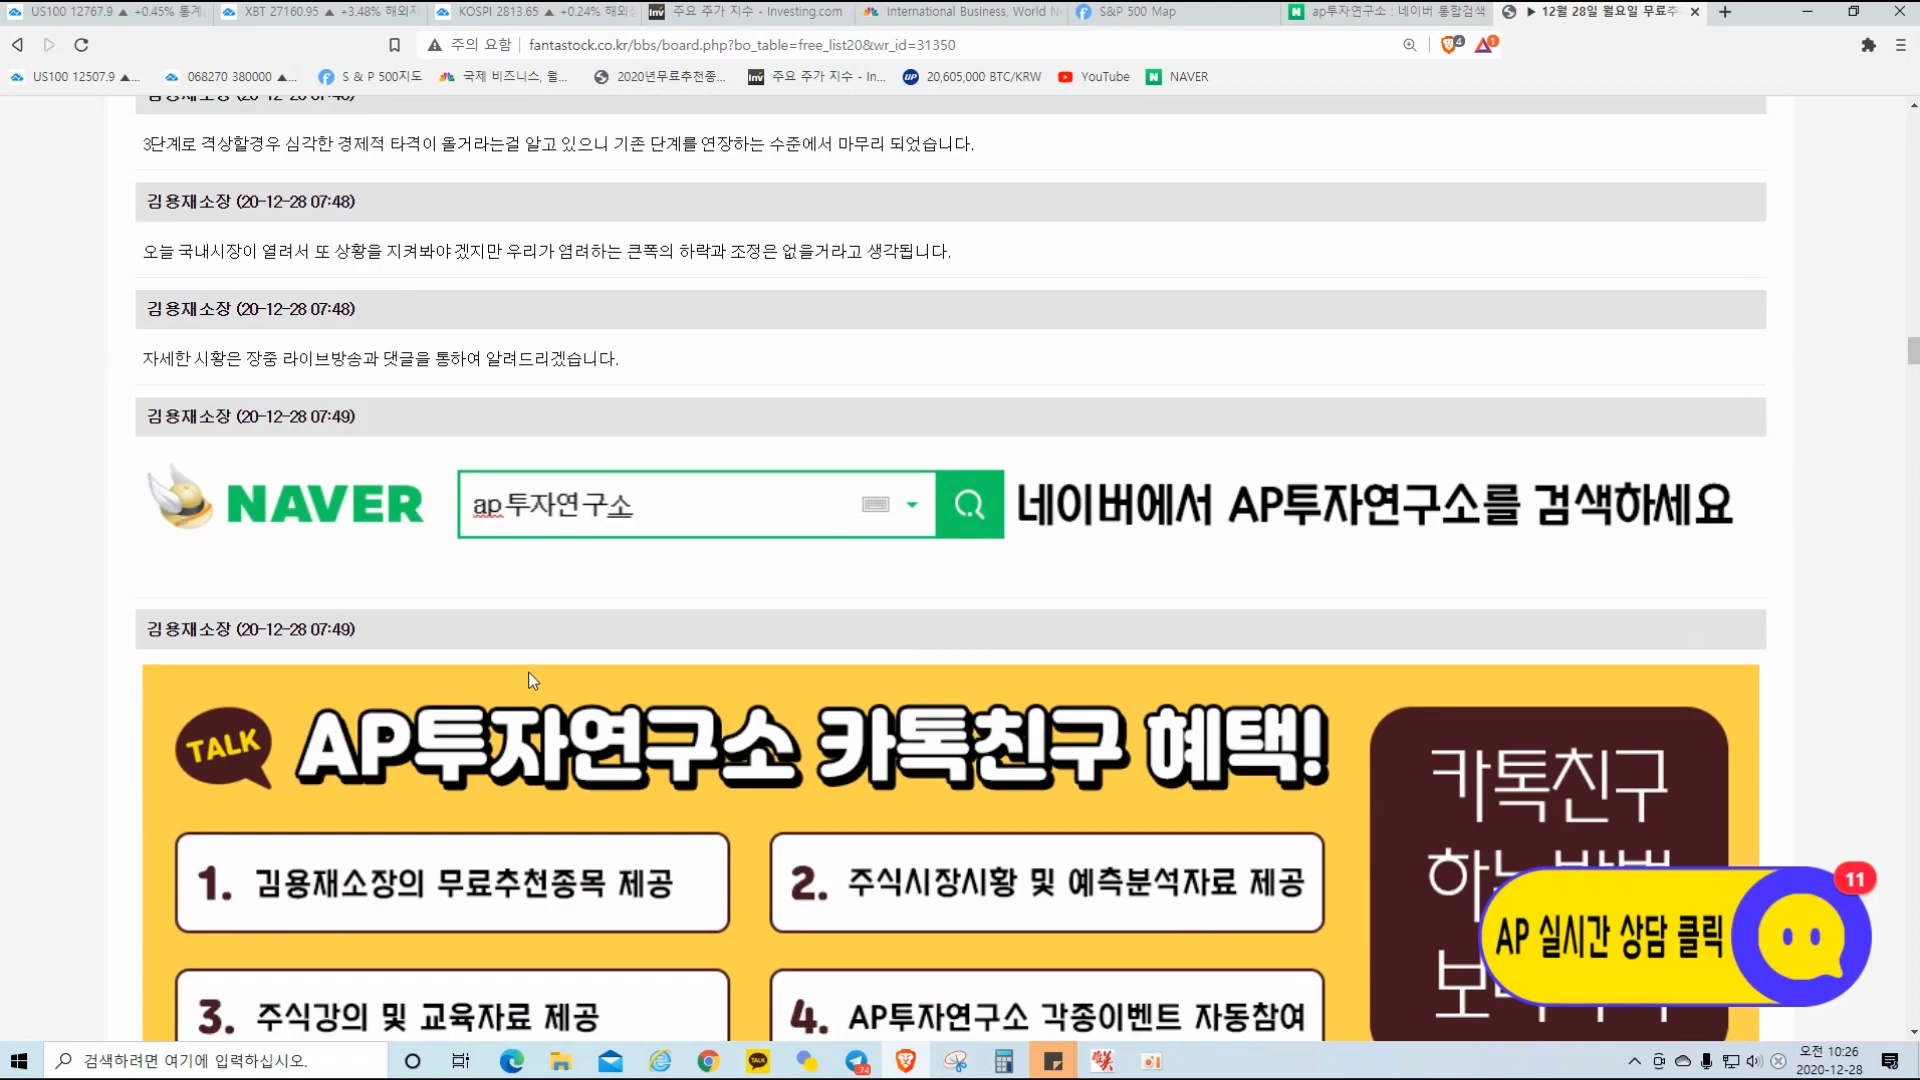 US100 12767.9 ▲ +0.45% 통계
XBT 27160.95 ▲ +3.48% 해외
KOSPI 2813.65 ▲ +0.24% 해외
주요 주가 지수 - Investing.com
International Business, World N
S&P 500 Map
ap투자연구소 : 네이버 통합검색
▶ 12월 28일 월요일 무료추
주의 요함
fantastock.co.kr/bbs/board.php?bo_table=free_list20&wr_id=31350
4
1
US100 12507.9 ▲...
068270 380000 ▲...
S & P 500지도
국제 비즈니스, 월...
2020년무료추천종...
주요 주가 지수 - In...
20,605,000 BTC/KRW
YouTube
NAVER
3단계로 격상할경우 심각한 경제적 타격이 올거라는걸 알고 있으니 기존 단계를 연장하는 수준에서 마무리 되었습니다.
김용재소장 (20-12-28 07:48)
오늘 국내시장이 열려서 또 상황을 지켜봐야 겠지만 우리가 염려하는 큰폭의 하락과 조정은 없을거라고 생각됩니다.
김용재소장 (20-12-28 07:48)
자세한 시황은 장중 라이브방송과 댓글을 통하여 알려드리겠습니다.
김용재소장 (20-12-28 07:49)
NAVER ap투자연구소 네이버에서 AP투자연구소를 검색하세요
김용재소장 (20-12-28 07:49)
TALK AP투자연구소 카톡친구 혜택!
카톡친구
1. 김용재소장의 무료추천종목 제공
2. 주식시장시황 및 예측분석자료 제공
11
AP 실시간 상담 클릭
3. 주식강의 및 교육자료 제공
4. AP투자연구소 각종이벤트 자동참여
검색하려면 여기에 입력하십시오.
TALK
74
오전 10:26
2020-12-28